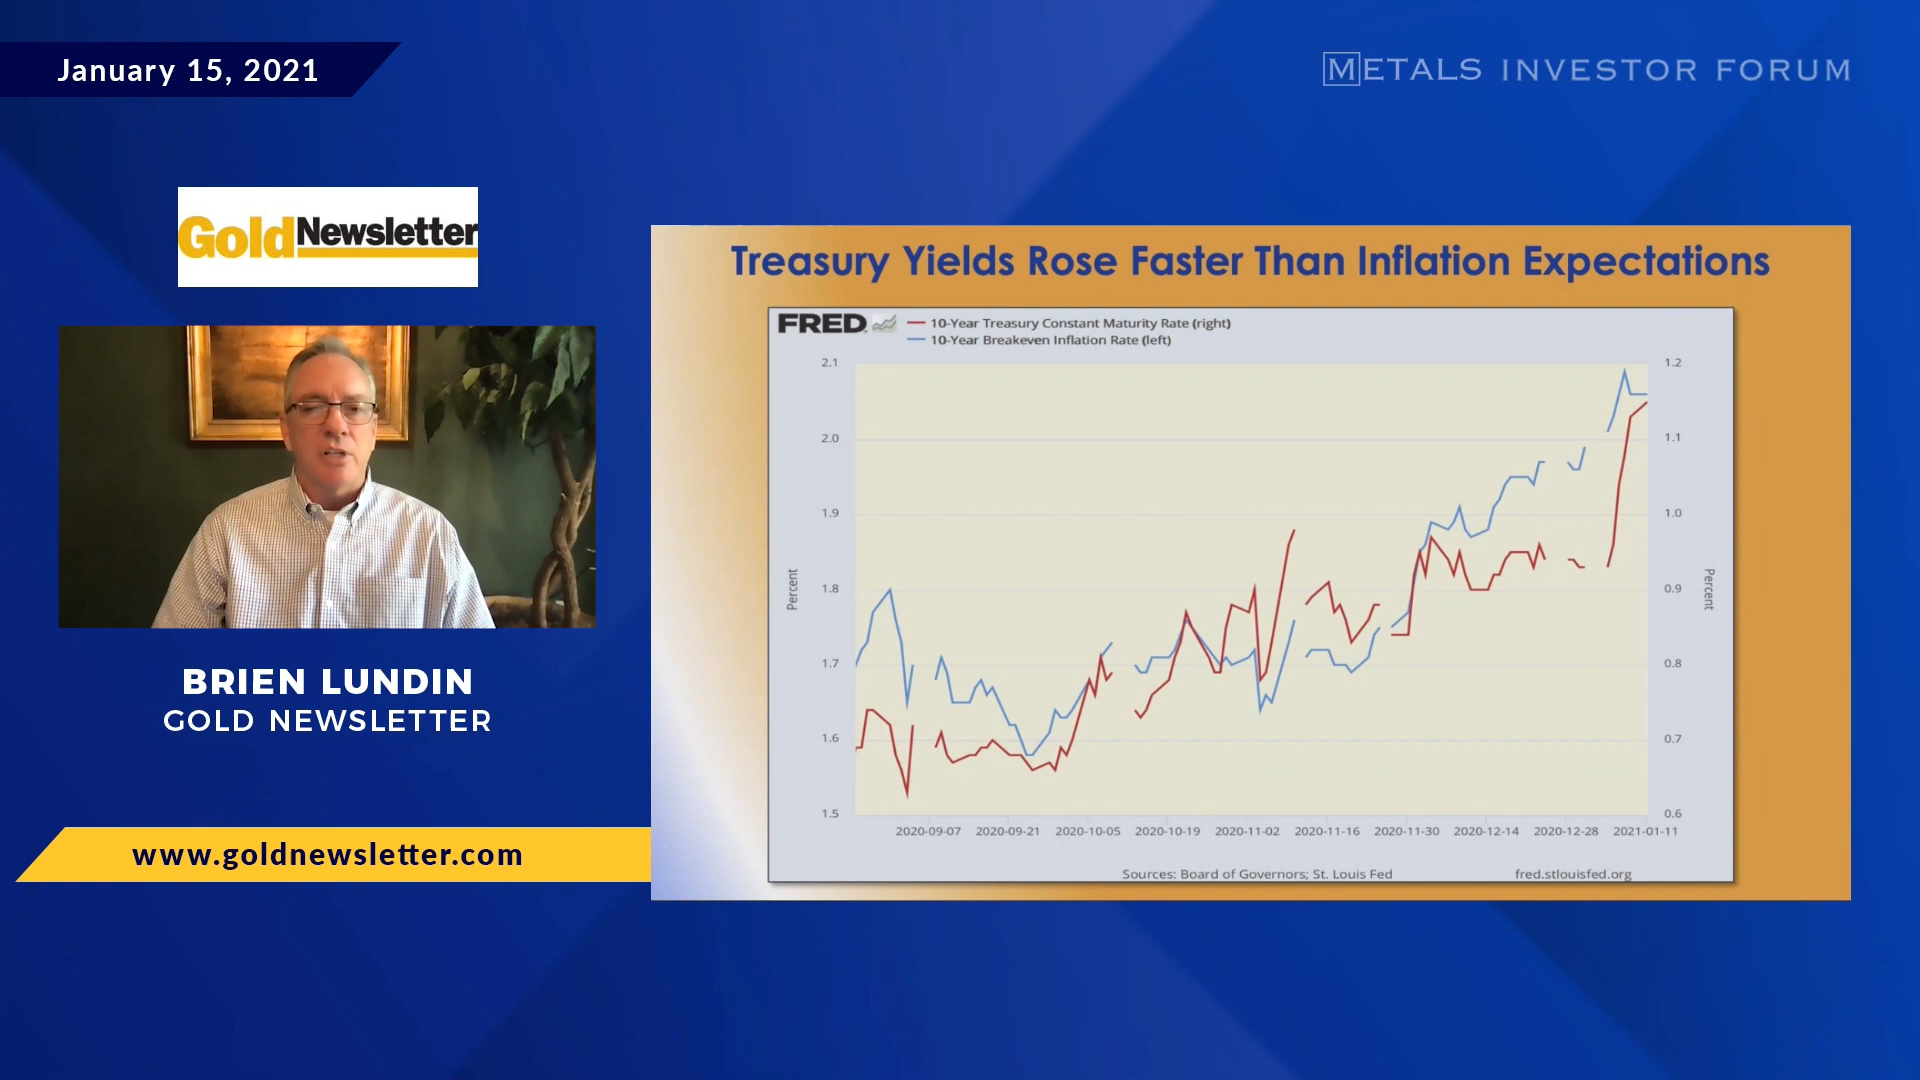 January 15, 2021
METALS INVESTOR FORUM
GoldNewsletter
BRIEN LUNDIN
GOLD NEWSLETTER
www.goldnewsletter.com
Treasury Yields Rose Faster Than Inflation Expectations
FRED
10-Year Treasury Constant Maturity Rate (right)
10-Year Breakeven Inflation Rate (left)
2.1
2.0
1.9
1.8
1.7
1.6
1.5
Percent
1.2
1.1
1.0
0.9
0.8
0.7
0.6
Percent
2020-09-07 2020-09-21 2020-10-05 2020-10-19 2020-11-02 2020-11-16 2020-11-30 2020-12-14 2020-12-28 2021-01-11
Sources: Board of Governors; St. Louis Fed
fred.stlouisfed.org